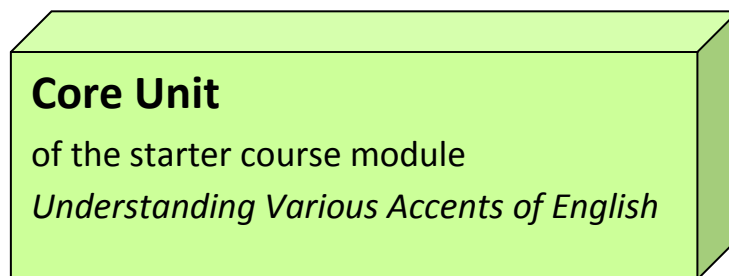 Core Unit
of the starter course module
Understanding Various Accents of English